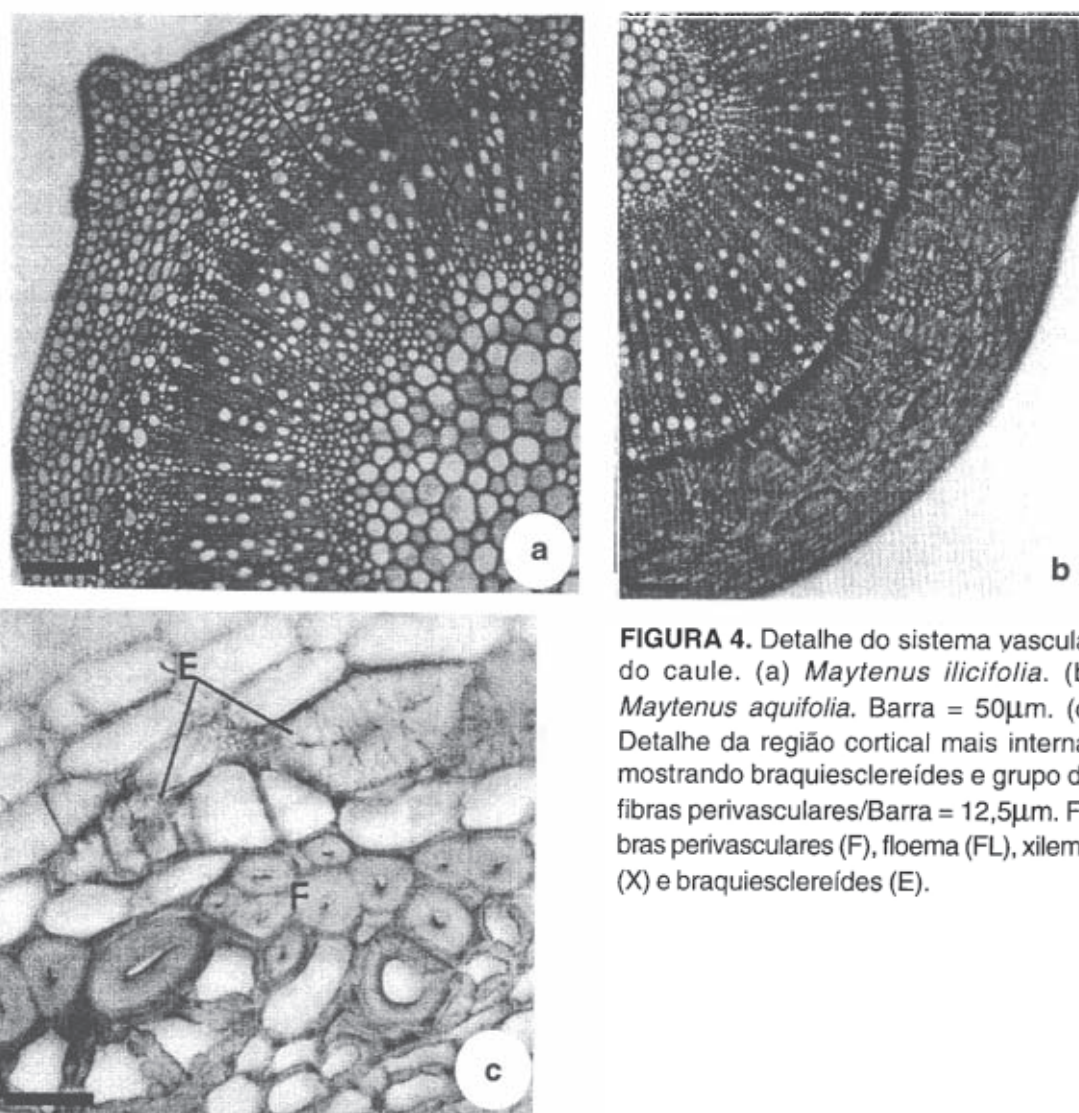 a
b
E
F
c
FIGURA 4. Detalhe do sistema vascula
do caule. (a) Maytenus ilicifolia. (b
Maytenus aquifolia. Barra = 50µm. (c
Detalhe da região cortical mais interna
mostrando braquiesclereídes e grupo d
fibras perivasculares/Barra = 12,5µm. F
bras perivasculares (F), floema (FL), xilem
(X) e braquiesclereídes (E).